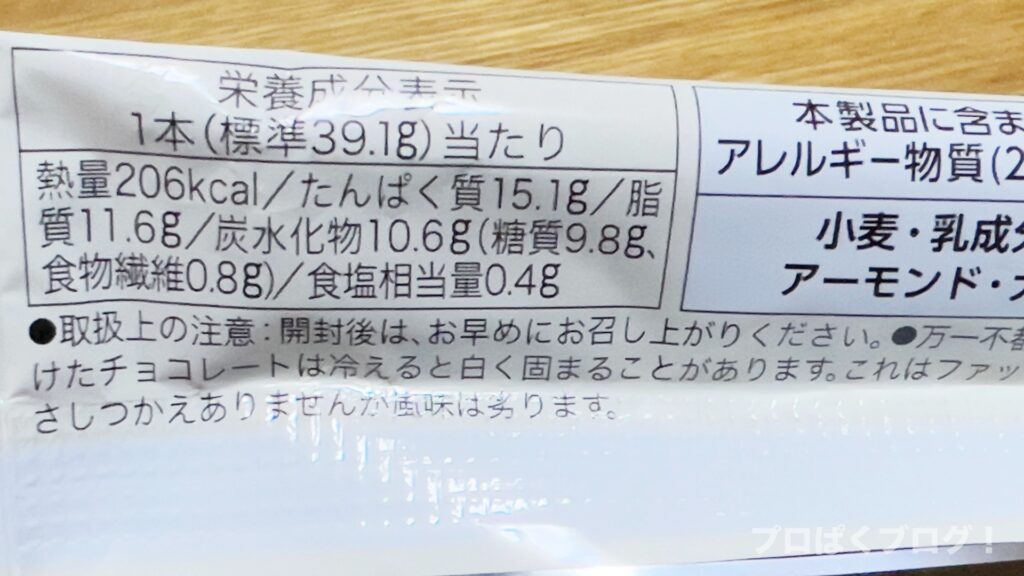 栄養成分表示
1本(標準39.1g)当たり
熱量206kcal/たんぱく質15.1g/脂
質11.6g/炭水化物10.6g(糖質9.8g、
食物繊維0.8g)/食塩相当量0.4g
本製品に含ま
アレルギー物質(2
小麦・乳成分
アーモンド・大
●取扱上の注意:開封後は、お早めにお召し上がりください。●万一不都
けたチョコレートは冷えると白く固まることがあります。これはファッ
さしつかえありませんが風味は劣ります。
プロぱくブログ!